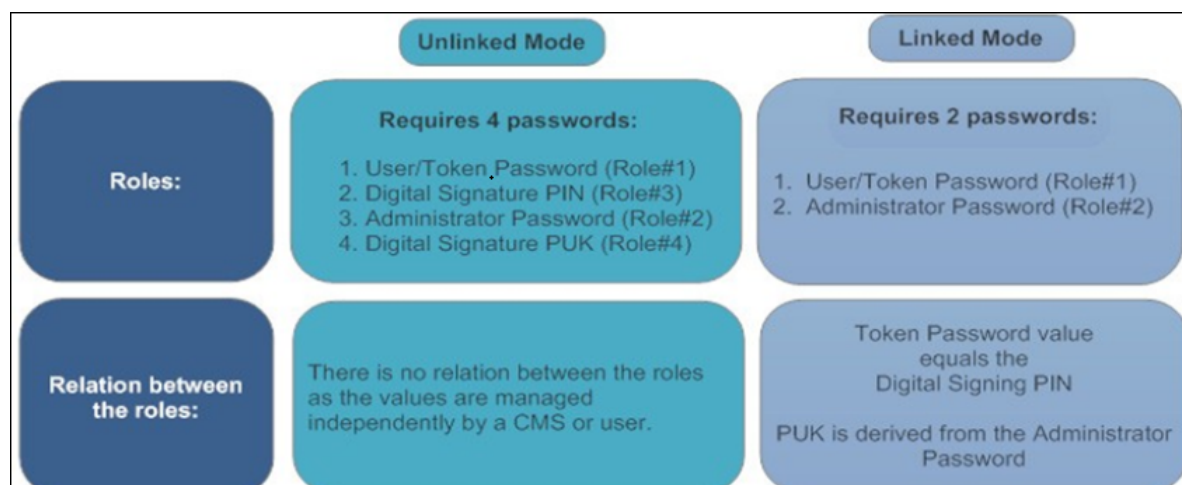 Unlinked Mode
Linked Mode
Roles:
Requires 4 passwords:
1. User/Token Password (Role#1)
2. Digital Signature PIN (Role#3)
3. Administrator Password (Role#2)
4. Digital Signature PUK (Role#4)
Requires 2 passwords:
1. User/Token Password (Role#1)
2. Administrator Password (Role#2)
Relation between
the roles:
There is no relation between the roles
as the values are managed
independently by a CMS or user.
Token Password value
equals the
Digital Signing PIN
PUK is derived from the Administrator
Password